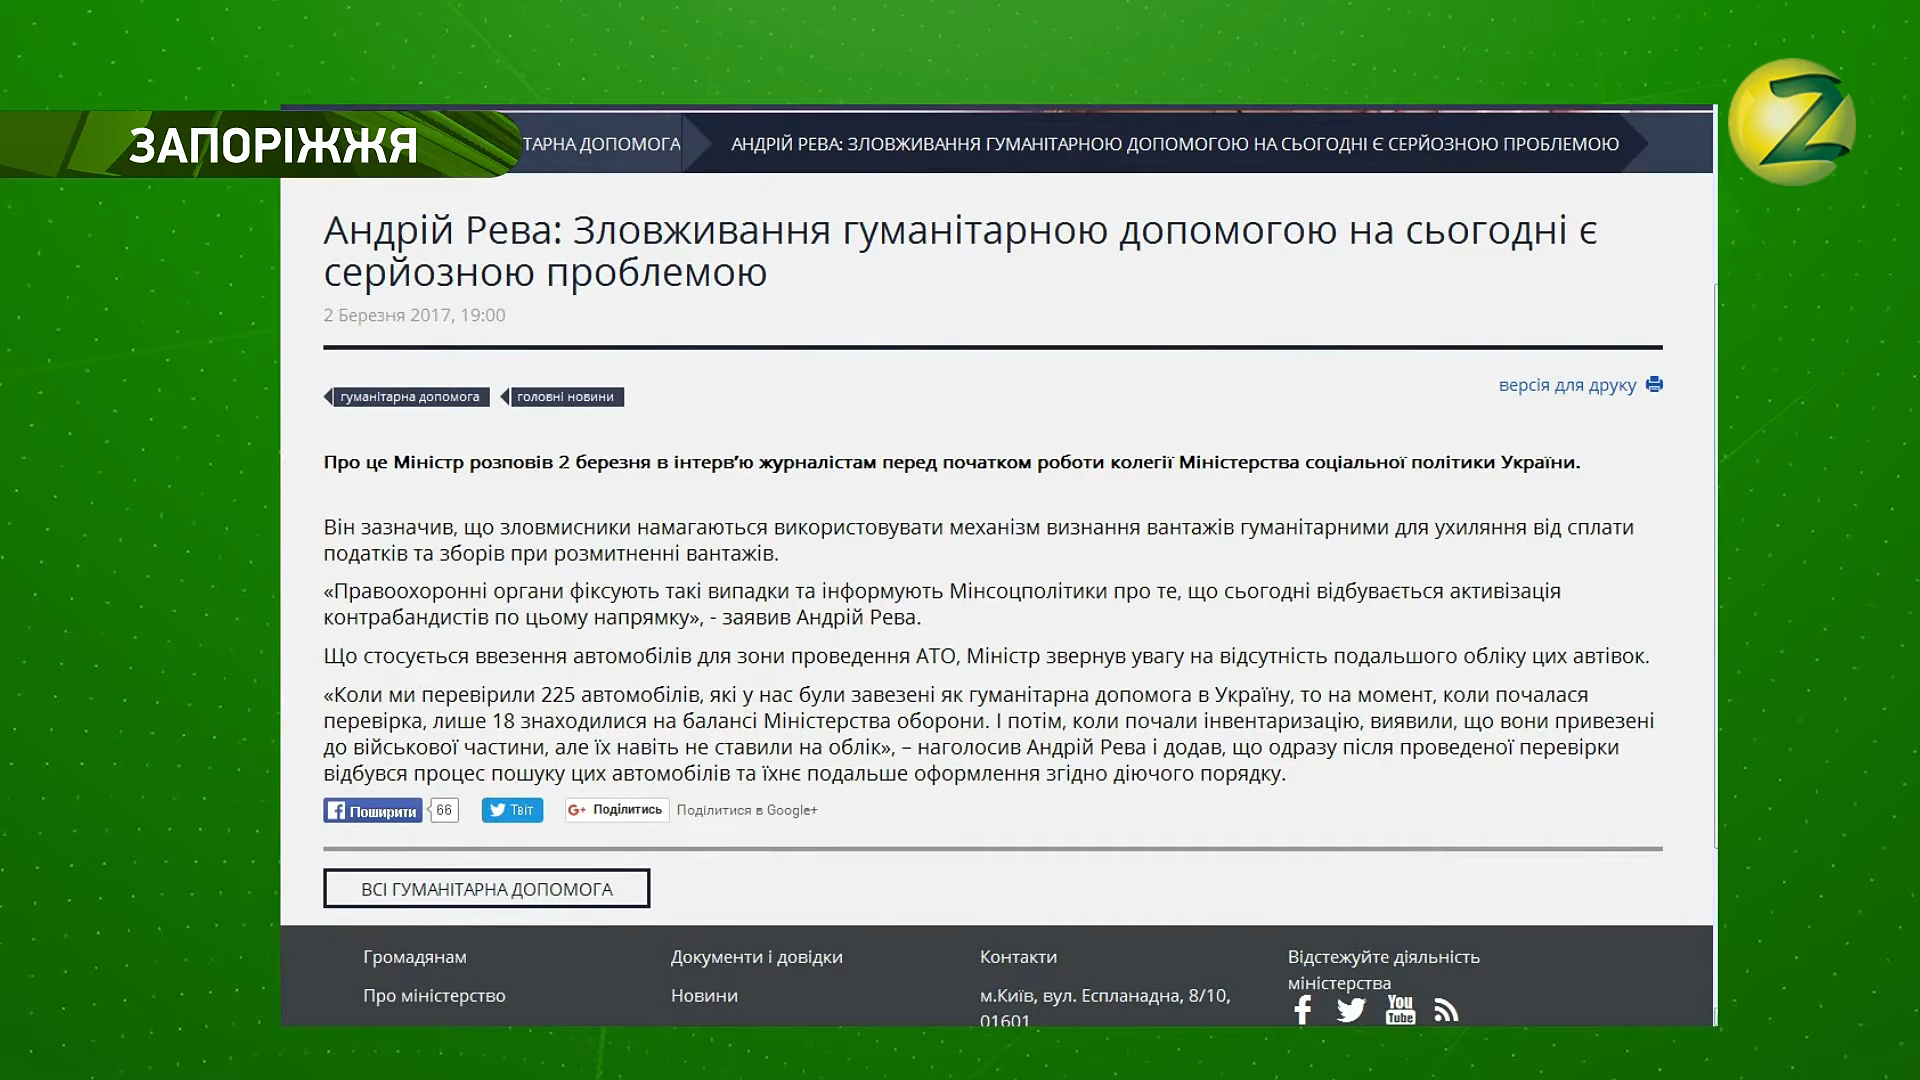 ЗАПОРІЖЖЯ
ТАРНА ДОПОМОГА
АНДРІЙ РЕВА: ЗЛОВЖИВАННЯ ГУМАНІТАРНОЮ ДОПОМОГОЮ НА СЬОГОДНІ Є СЕРЙОЗНОЮ ПРОБЛЕМОЮ
Z
Андрій Рева: Зловживання гуманітарною допомогою на сьогодні є
серйозною проблемою
2 Березня 2017, 19:00
версія для друку
гуманітарна допомога
головні новини
Про це Міністр розповів 2 березня в інтерв’ю журналістам перед початком роботи колегії Міністерства соціальної політики України.
Він зазначив, що зловмисники намагаються використовувати механізм визнання вантажів гуманітарними для ухиляння від сплати
податків та зборів при розмитненні вантажів.
«Правоохоронні органи фіксують такі випадки та інформують Мінсоцполітики про те, що сьогодні відбувається активізація
контрабандистів по цьому напрямку», - заявив Андрій Рева.
Що стосується ввезення автомобілів для зони проведення АТО, Міністр звернув увагу на відсутність подальшого обліку цих автівок.
«Коли ми перевірили 225 автомобілів, які у нас були завезені як гуманітарна допомога в Україну, то на момент, коли почалася
перевірка, лише 18 знаходилися на балансі Міністерства оборони. І потім, коли почали інвентаризацію, виявили, що вони привезені
до військової частини, але їх навіть не ставили на облік», – наголосив Андрій Рева і додав, що одразу після проведеної перевірки
відбувся процес пошуку цих автомобілів та їхнє подальше оформлення згідно діючого порядку.
Поширити 66 Твіт G+ Поділитись Поділитися в Google+
ВСІ ГУМАНІТАРНА ДОПОМОГА
Громадянам
Про міністерство
Документи і довідки
Новини
Контакти
м.Київ, вул. Еспланадна, 8/10,
01601
Відстежуйте діяльність
міністерства
You
Tube